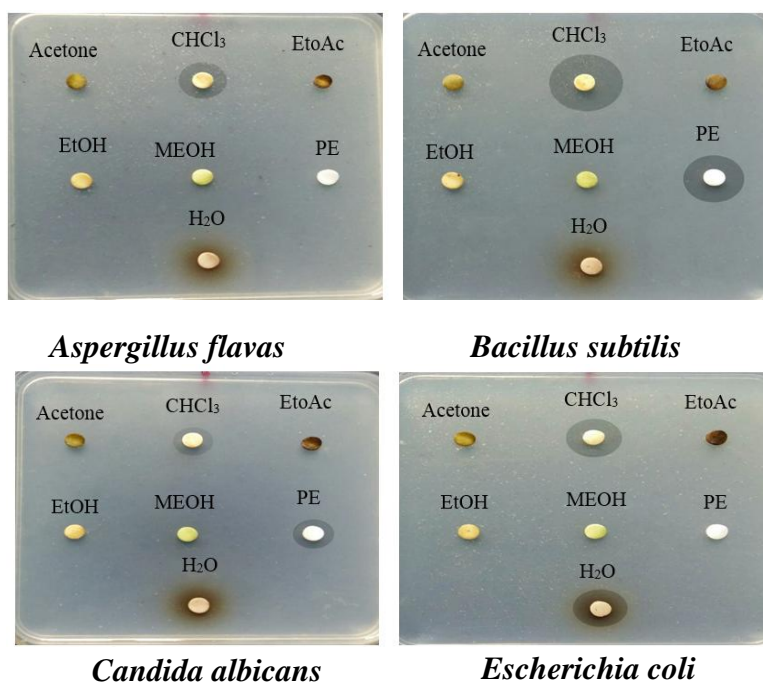 Acetone CHCl₃ EtoAc
EtOH MEOH PE
H₂O
CHCl₃ EtoAc
Acetone
EtOH MEOH PE
H₂O
Aspergillus flavas Bacillus subtilis
Acetone CHCl₃ EtoAc
EtOH MEOH PE
H₂O
Acetone CHCl₃ EtoAc
EtOH MEOH PE
H₂O
Candida albicans Escherichia coli